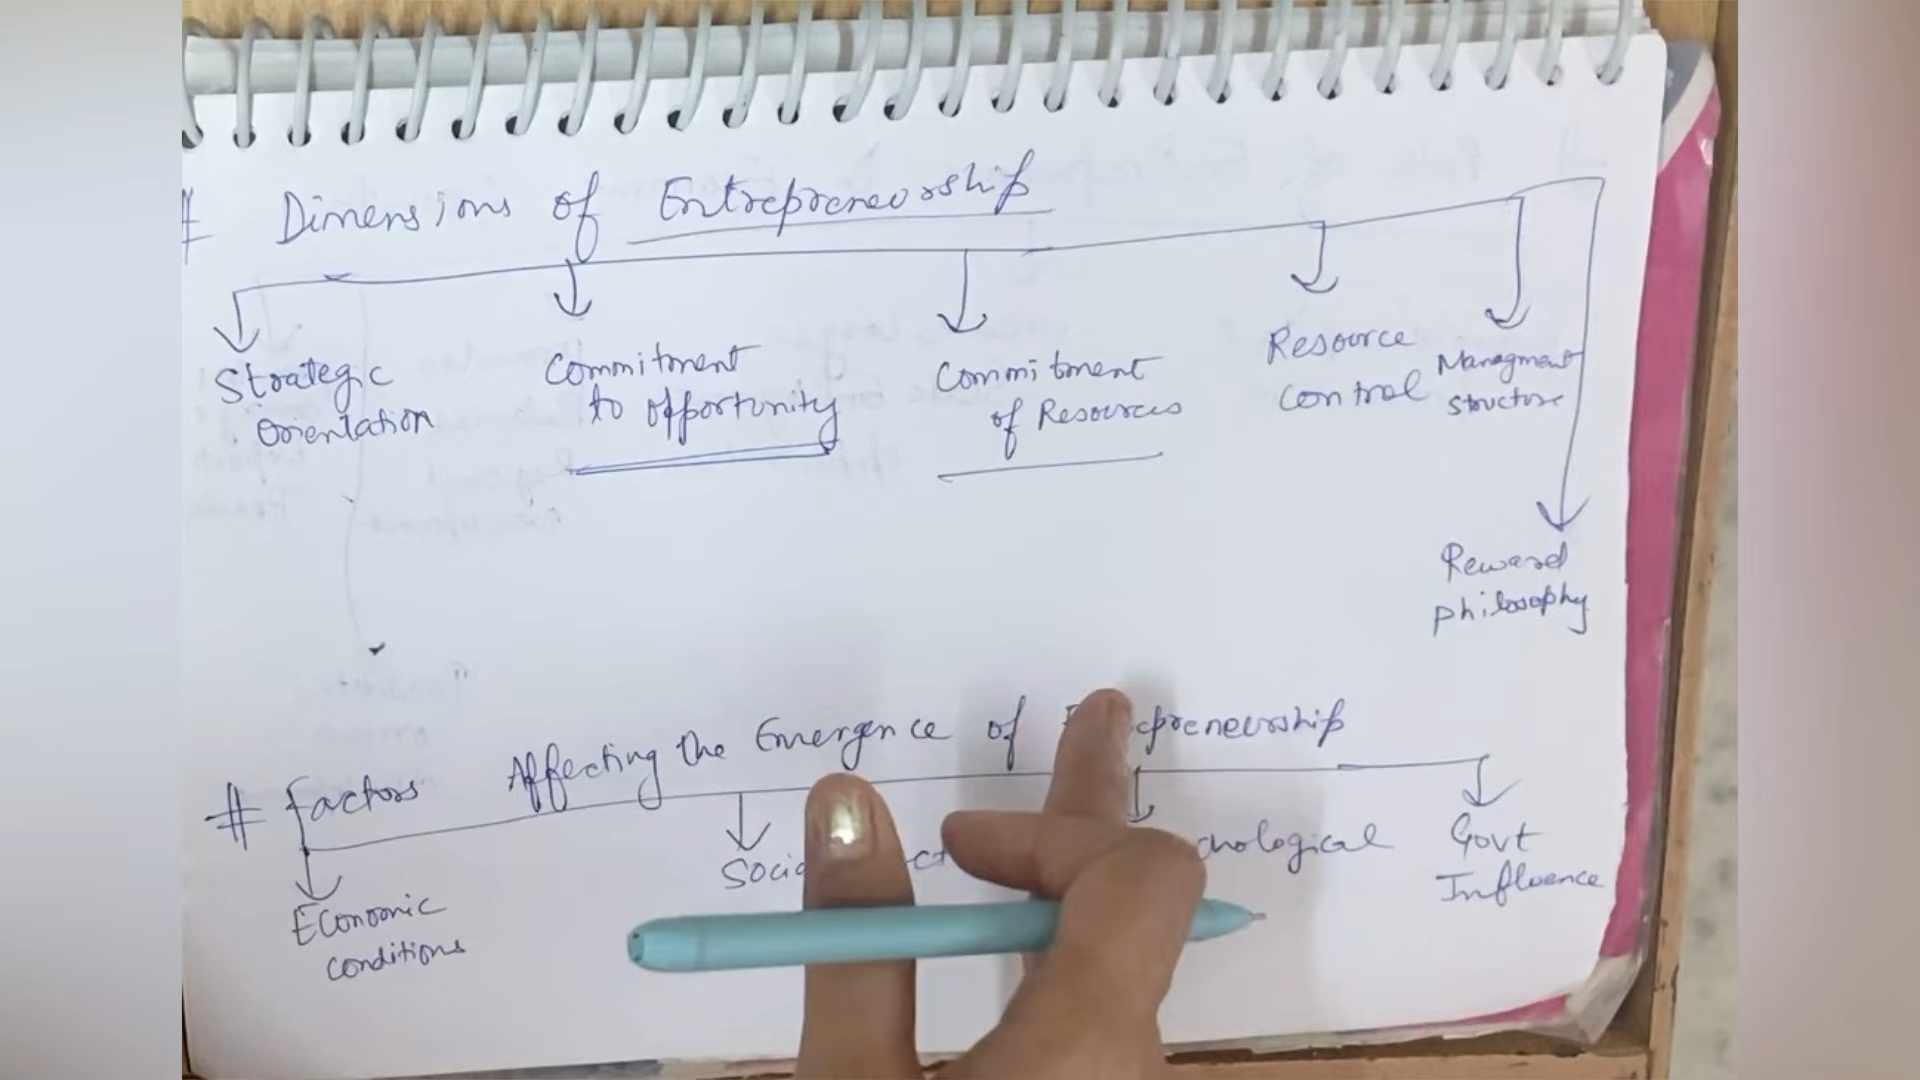 # Dimensions of Entrepreneurship
Strategic
orientation
Commitment
to opportunity
Commitment
of Resources
Resource
control
Managment
structure
Reward
philosophy
# factors Affecting the Emergence of
Economic
conditions
Govt
Influence